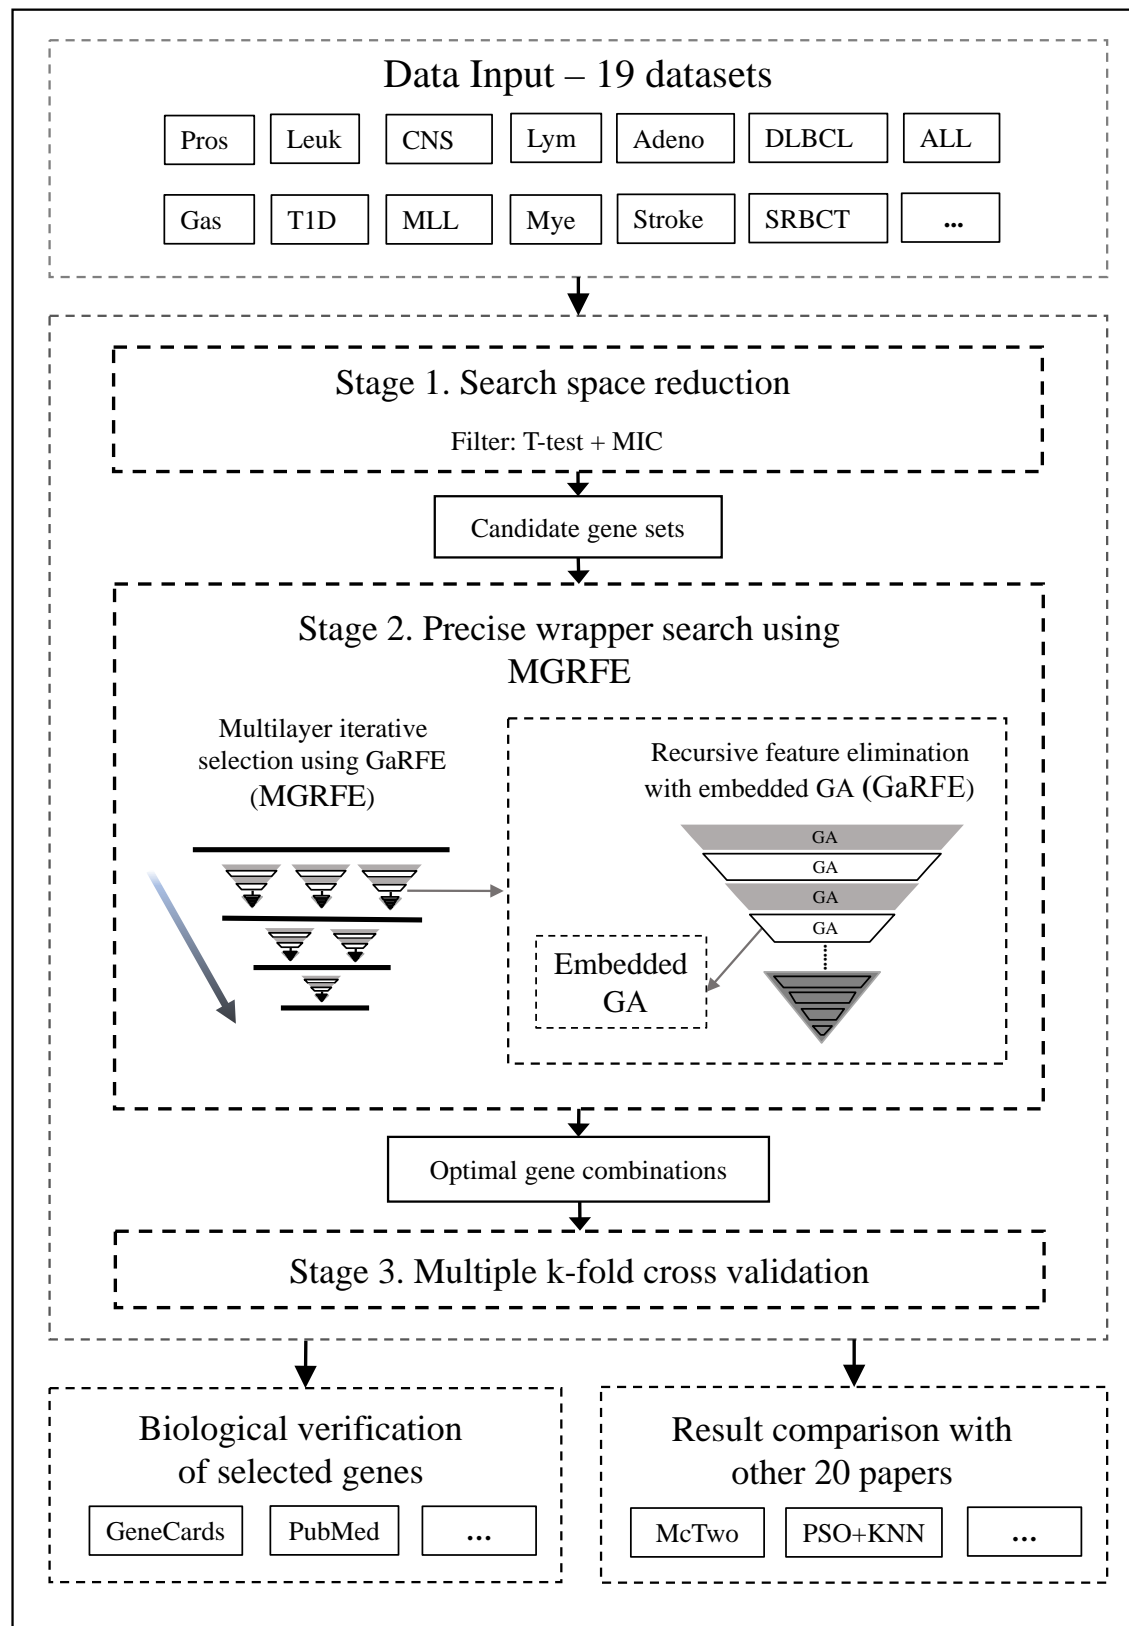 Data Input – 19 datasets
Pros Leuk CNS Lym Adeno DLBCL ALL
Gas T1D MLL Mye Stroke SRBCT ...
Stage 1. Search space reduction
Filter: T-test + MIC
Candidate gene sets
Stage 2. Precise wrapper search using
MGRFE
Multilayer iterative
selection using GaRFE
(MGRFE)
Recursive feature elimination
with embedded GA (GaRFE)
GA
GA
GA
GA
Embedded
GA
Optimal gene combinations
Stage 3. Multiple k-fold cross validation
Biological verification
of selected genes
GeneCards PubMed ...
Result comparison with
other 20 papers
McTwo PSO+KNN ...